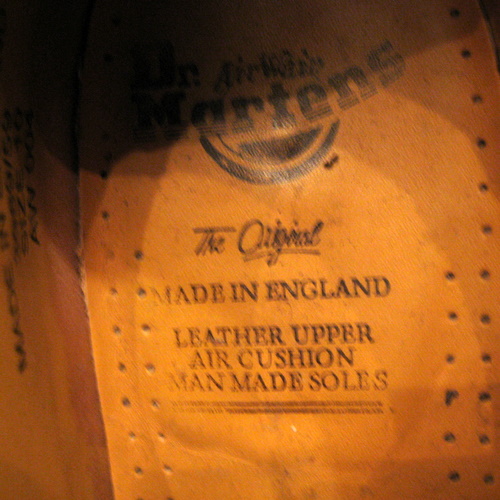 Dr. AirWair
Martens
The Original
MADE IN ENGLAND
LEATHER UPPER
AIR CUSHION
MAN MADE SOLES